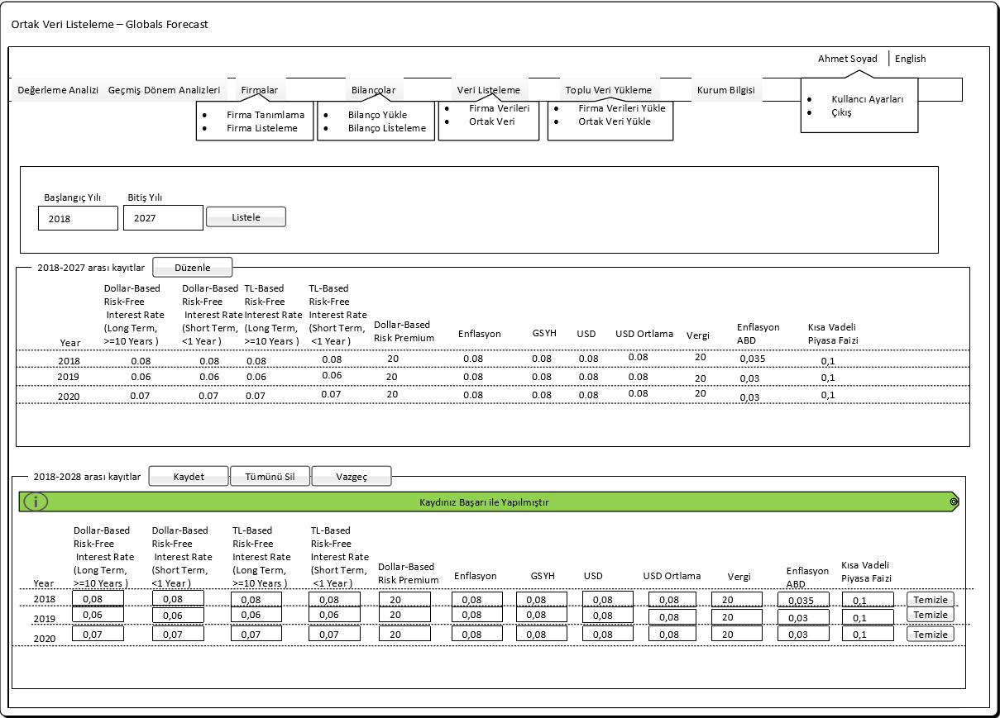 Ortak Veri Listeleme – Globals Forecast
Ahmet Soyad English
Değerleme Analizi Geçmiş Dönem Analizleri Firmalar Bilançolar Veri Listeleme Toplu Veri Yükleme Kurum Bilgisi
• Firma Tanımlama
• Firma Listeleme
• Bilanço Yükle
• Bilanço Lİsteleme
• Firma Verileri
• Ortak Veri
• Firma Verileri Yükle
• Ortak Veri Yükle
• Kullancı Ayarları
• Çıkış
Başlangıç Yılı Bitiş Yılı
2018 2027 Listele
2018-2027 arası kayıtlar Düzenle
Dollar-Based Dollar-Based TL-Based TL-Based
Risk-Free Risk-Free Risk-Free Risk-Free
Interest Rate Interest Rate Interest Rate Interest Rate
(Long Term, (Short Term, (Long Term, (Short Term, Dollar-Based Enflasyon Kısa Vadeli
Year >=10 Years ) <1 Year ) >=10 Years ) <1 Year ) Risk Premium Enflasyon GSYH USD USD Ortlama Vergi ABD Piyasa Faizi
2018 0.08 0.08 0.08 0.08 20 0.08 0.08 0.08 0.08 20 0,035 0,1
2019 0.06 0.06 0.06 0.06 20 0.08 0.08 0.08 0.08 20 0,03 0,1
2020 0.07 0.07 0.07 0.07 20 0.08 0.08 0.08 0.08 20 0,03 0,1
2018-2028 arası kayıtlar Kaydet Tümünü Sil Vazgeç
i Kaydınız Başarı ile Yapılmıştır
Dollar-Based Dollar-Based TL-Based TL-Based
Risk-Free Risk-Free Risk-Free Risk-Free
Interest Rate Interest Rate Interest Rate Interest Rate
(Long Term, (Short Term, (Long Term, (Short Term, Dollar-Based Enflasyon Kısa Vadeli
Year >=10 Years ) <1 Year ) >=10 Years ) <1 Year ) Risk Premium Enflasyon GSYH USD USD Ortlama Vergi ABD Piyasa Faizi
2018 0,08 0,08 0,08 0,08 20 0,08 0,08 0,08 0,08 20 0,035 0,1 Temizle
2019 0,06 0,06 0,06 0,06 20 0,08 0,08 0,08 0,08 20 0,03 0,1 Temizle
2020 0,07 0,07 0,07 0,07 20 0,08 0,08 0,08 0,08 20 0,03 0,1 Temizle